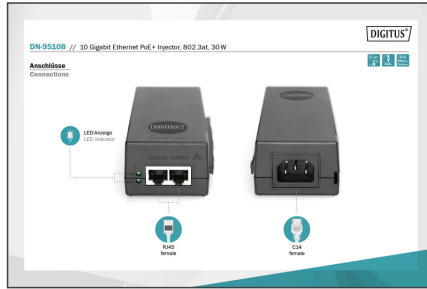 DIGITUS®
DN-95108 // 10 Gigabit Ethernet PoE+ Injector, 802.3at, 30 W
Anschlüsse
Connections
LED-Anzeige
LED indicator
DIGITUS
RJ45
female
C14
female